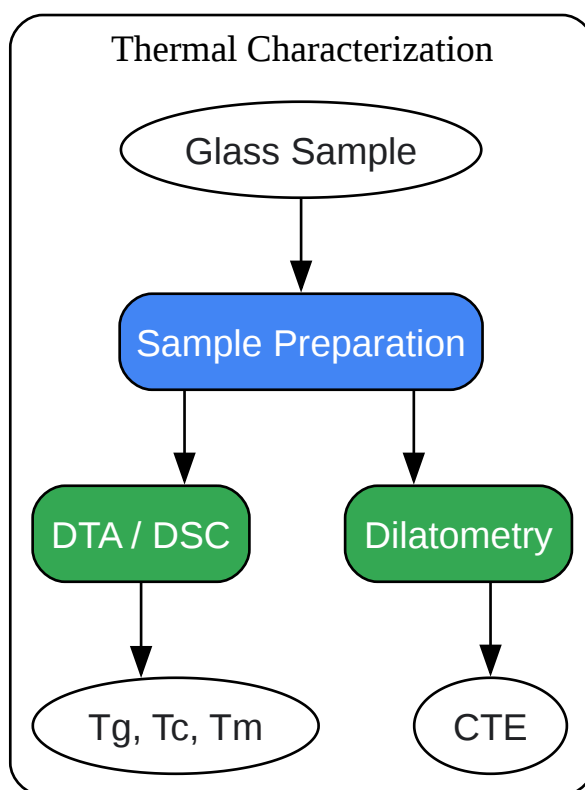 Thermal Characterization
Glass Sample
Sample Preparation
DTA / DSC
Dilatometry
Tg, Tc, Tm
CTE